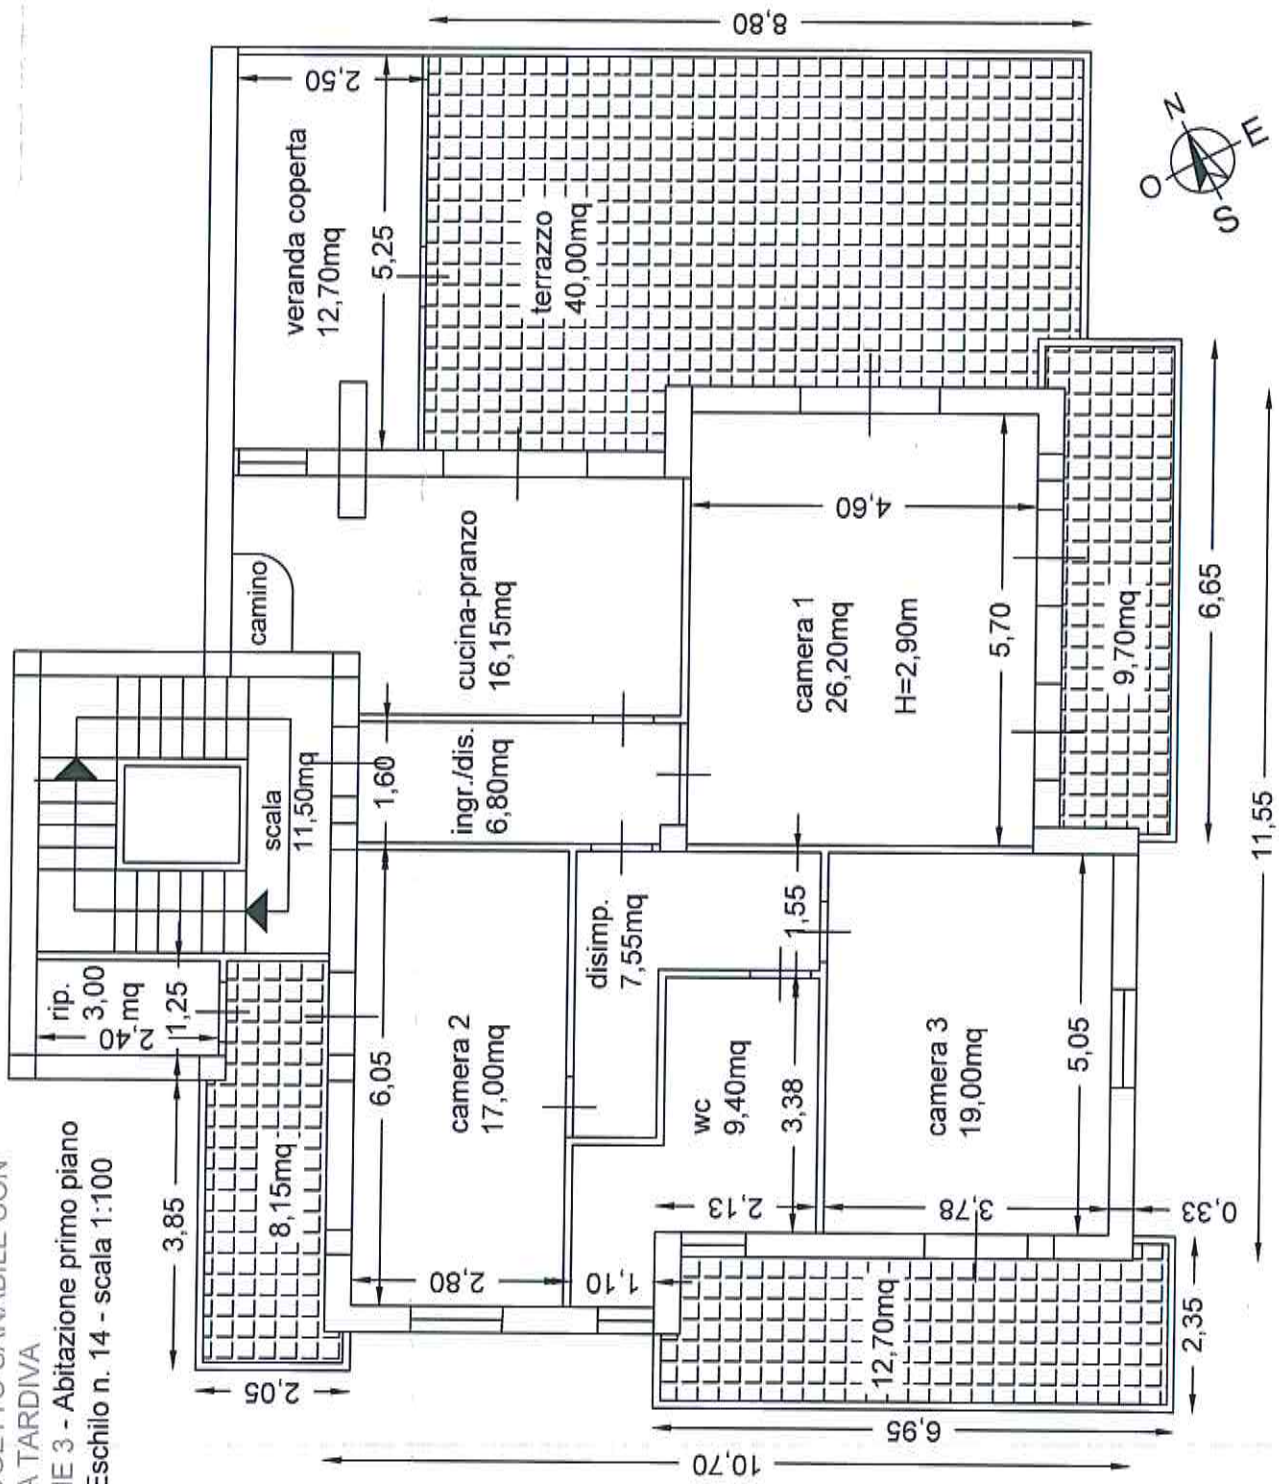 A TARDIVA
NE 3 - Abitazione primo piano
Eschilo n. 14 - scala 1:100
8,80
2,50
veranda coperta
12,70mq
5,25
terrazzo
40,00mq
N
O
E
S
camino
cucina-pranzo
16,15mq
4,60
camera 1
26,20mq
H=2,90m
5,70
9,70mq
6,65
11,55
scala
11,50mq
1,60
ingr./dis.
6,80mq
rip.
3,00
mq
2,40
1,25
disimp.
7,55mq
1,55
6,05
camera 2
17,00mq
wc
9,40mq
3,38
camera 3
19,00mq
5,05
3,85
8,15mq
2,05
2,80
1,10
2,13
3,78
0,33
12,70mq
2,35
6,95
10,70